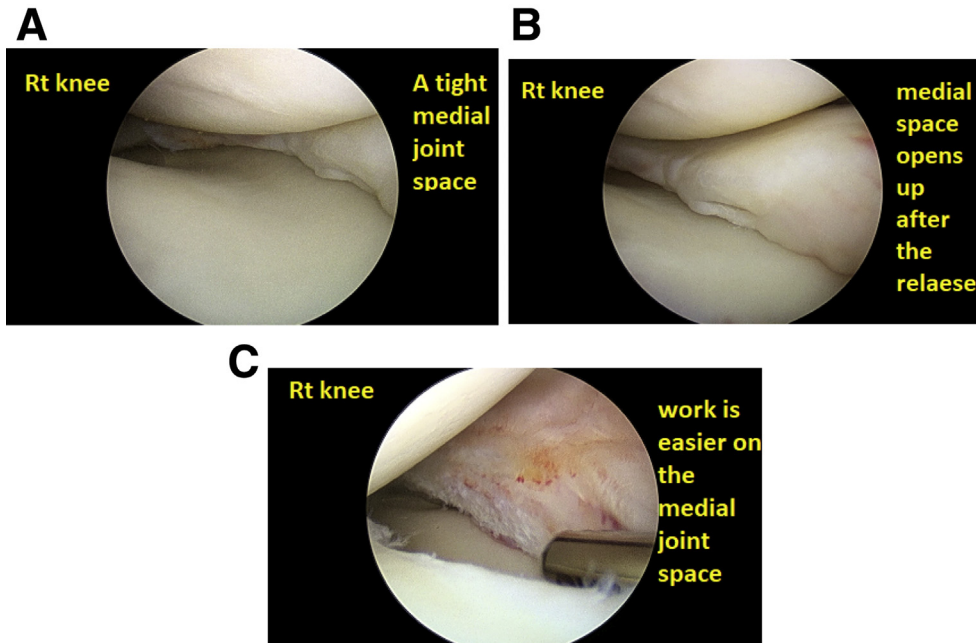 A
Rt knee
A tight
medial
joint
space
B
Rt knee
medial
space
opens
up
after
the
relaese
C
Rt knee
work is
easier on
the
medial
joint
space